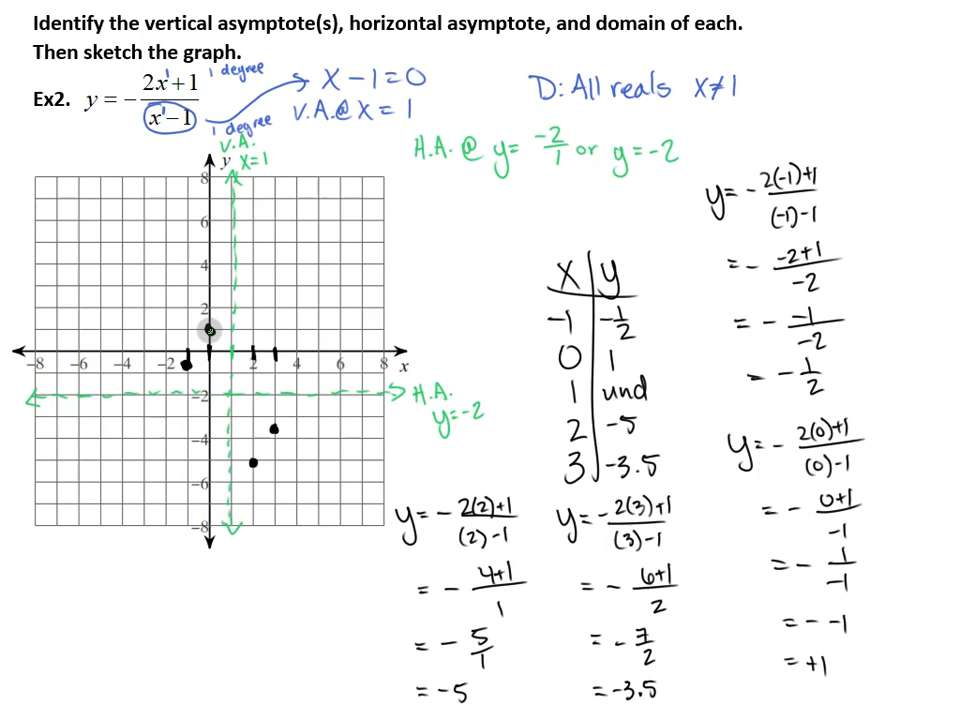 Identify the vertical asymptote(s), horizontal asymptote, and domain of each.
Then sketch the graph.
Ex2. y = - 2x¹+1 / x¹-1
1 degree
1 degree
x-1=0
V.A.@ x=1
D: All reals x≠1
H.A. @ y= -2/1 or y=-2
V.A.
x=1
y
8
6
4
2
-8 -6 -4 -2 2 4 6 8 x
-2
-4
-6
-8
H.A.
y=-2
x | y
-1 | -1/2
0 | 1
1 | und
2 | -5
3 | -3.5
y= - 2(-1)+1 / (-1)-1
= - -2+1 / -2
= - -1 / -2
= - 1/2
y= - 2(0)+1 / (0)-1
= - 0+1 / -1
= - 1 / -1
= - -1
= +1
y= - 2(2)+1 / (2)-1
= - 4+1 / 1
= - 5/1
= -5
y= - 2(3)+1 / (3)-1
= - 6+1 / 2
= - 7/2
= -3.5